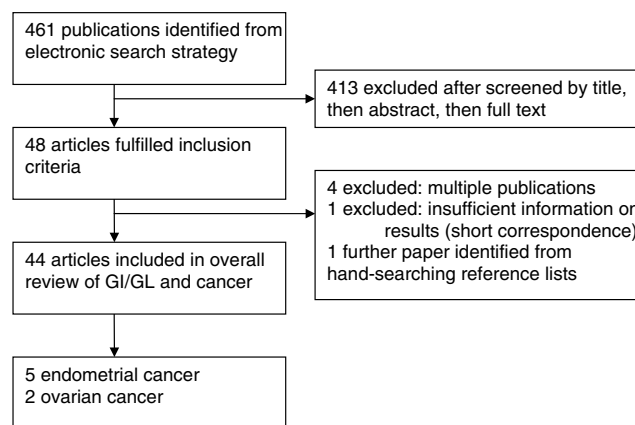 461 publications identified from
electronic search strategy
413 excluded after screened by title,
then abstract, then full text
48 articles fulfilled inclusion
criteria
4 excluded: multiple publications
1 excluded: insufficient information on
results (short correspondence)
1 further paper identified from
hand-searching reference lists
44 articles included in overall
review of GI/GL and cancer
5 endometrial cancer
2 ovarian cancer